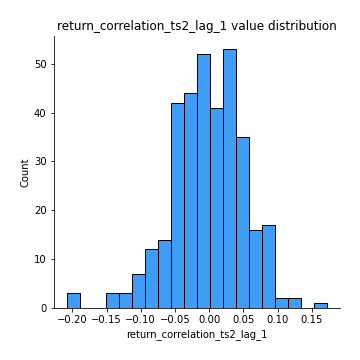 return_correlation_ts2_lag_1 value distribution
Count
50
40
30
20
10
0
−0.20 −0.15 −0.10 −0.05 0.00 0.05 0.10 0.15
return_correlation_ts2_lag_1